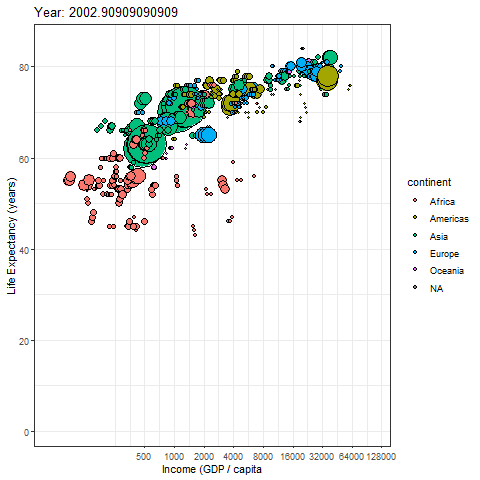 Year: 2002.90909090909
Life Expectancy (years)
80
60
40
20
0
500 1000 2000 4000 8000 16000 32000 64000 128000
Income (GDP / capita
continent
Africa
Americas
Asia
Europe
Oceania
NA